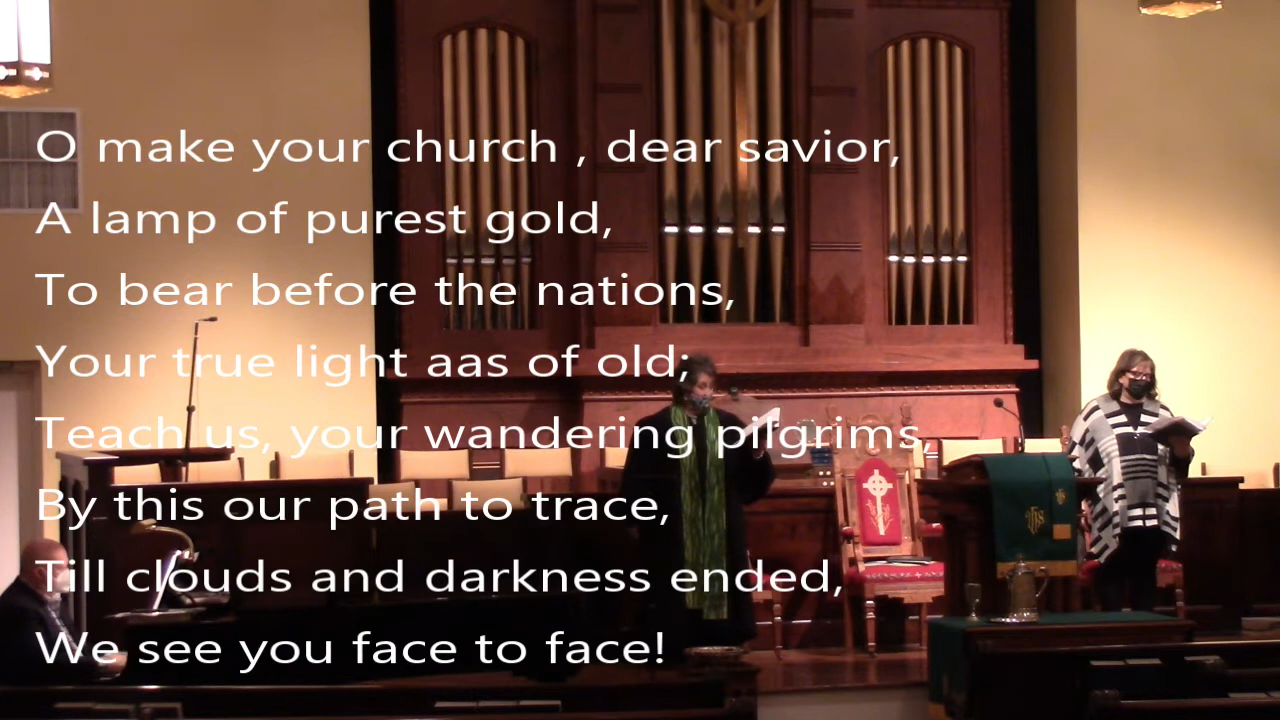 O make your church , dear savior,
A lamp of purest gold,
To bear before the nations,
Your true light aas of old;
Teach us, your wandering pilgrims,
By this our path to trace,
Till clouds and darkness ended,
We see you face to face!
IHS